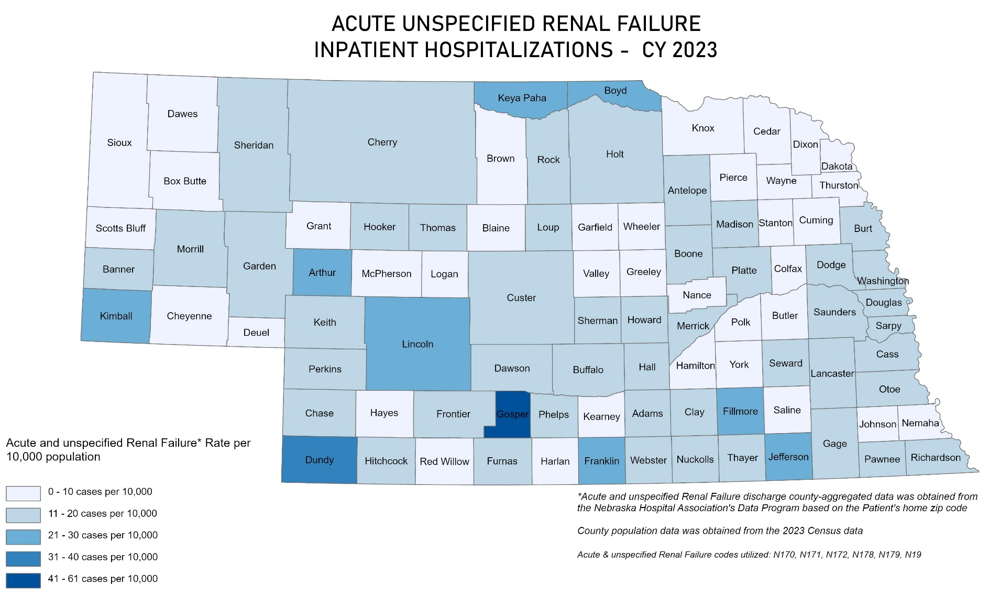 ACUTE UNSPECIFIED RENAL FAILURE
INPATIENT HOSPITALIZATIONS - CY 2023
Keya Paha
Boyd
Dawes
Sioux
Sheridan
Cherry
Brown
Rock
Holt
Knox
Cedar
Dixon
Dakota
Box Butte
Antelope
Pierce
Wayne
Thurston
Scotts Bluff
Grant
Hooker
Thomas
Blaine
Loup
Garfield
Wheeler
Madison
Stanton
Cuming
Burt
Morrill
Banner
Garden
Arthur
McPherson
Logan
Custer
Valley
Greeley
Boone
Platte
Colfax
Dodge
Washington
Nance
Kimball
Cheyenne
Deuel
Keith
Lincoln
Sherman
Howard
Merrick
Polk
Butler
Saunders
Douglas
Sarpy
Perkins
Dawson
Buffalo
Hall
Hamilton
York
Seward
Lancaster
Cass
Otoe
Chase
Hayes
Frontier
Gosper
Phelps
Kearney
Adams
Clay
Fillmore
Saline
Johnson
Nemaha
Dundy
Hitchcock
Red Willow
Furnas
Harlan
Franklin
Webster
Nuckolls
Thayer
Jefferson
Gage
Pawnee
Richardson
Acute and unspecified Renal Failure* Rate per
10,000 population
0 - 10 cases per 10,000
11 - 20 cases per 10,000
21 - 30 cases per 10,000
31 - 40 cases per 10,000
41 - 61 cases per 10,000
*Acute and unspecified Renal Failure discharge county-aggregated data was obtained from
the Nebraska Hospital Association's Data Program based on the Patient's home zip code
County population data was obtained from the 2023 Census data
Acute & unspecified Renal Failure codes utilized: N170, N171, N172, N178, N179, N19